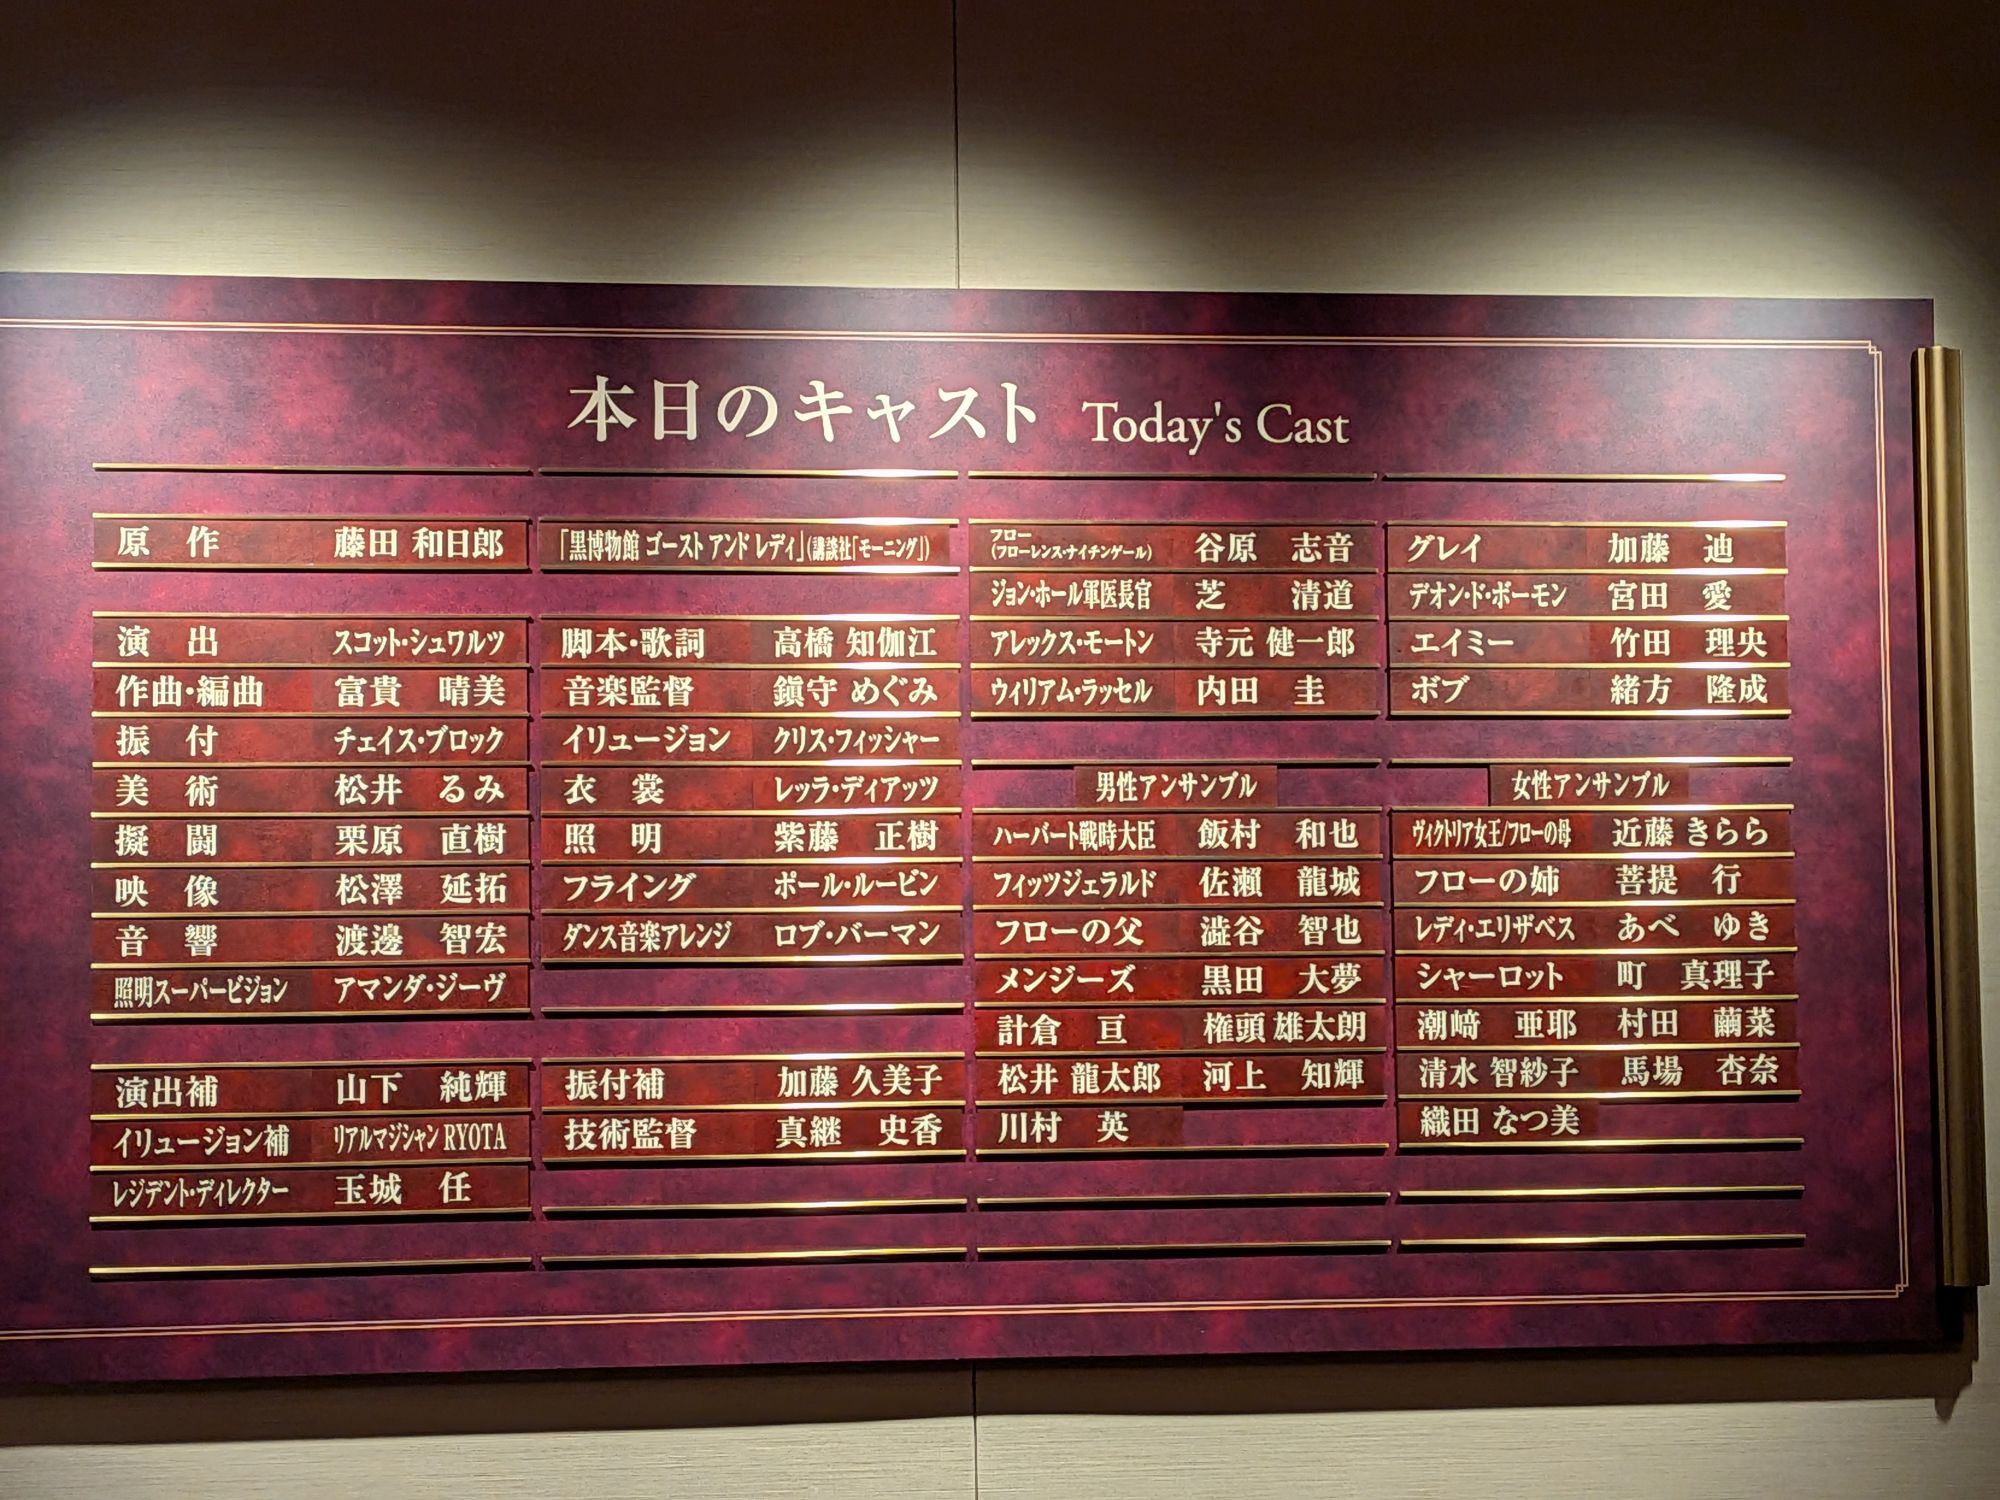 本日のキャスト Today's Cast
原作 藤田 和日郎
「黒博物館 ゴースト アンド レディ」(講談社「モーニング」)
演出 スコット・シュワルツ
作曲・編曲 富貴 晴美
振付 チェイス・ブロック
美術 松井 るみ
擬闘 栗原 直樹
映像 松澤 延拓
音響 渡邊 智宏
照明スーパービジョン アマンダ・ジーヴ
脚本・歌詞 高橋 知伽江
音楽監督 鎮守 めぐみ
イリュージョン クリス・フィッシャー
衣裳 レッラ・ディアッツ
照明 紫藤 正樹
フライング ポール・ルービン
ダンス音楽アレンジ ロブ・バーマン
演出補 山下 純輝
イリュージョン補 リアルマジシャン RYOTA
レジデント・ディレクター 玉城 任
振付補 加藤 久美子
技術監督 真継 史香
フロー
(フローレンス・ナイチンゲール) 谷原 志音
ジョン・ホール軍医長官 芝 清道
アレックス・モートン 寺元 健一郎
ウィリアム・ラッセル 内田 圭
グレイ 加藤 迪
デオン・ド・ボーモン 宮田 愛
エイミー 竹田 理央
ボブ 緒方 隆成
男性アンサンブル
ハーバート戦時大臣 飯村 和也
フィッツジェラルド 佐瀬 龍城
フローの父 澁谷 智也
メンジーズ 黒田 大夢
計倉 亘 権頭 雄太朗
松井 龍太郎 河上 知輝
川村 英
女性アンサンブル
ヴィクトリア女王/フローの母 近藤 きらら
フローの姉 菩提 行
レディ・エリザベス あべ ゆき
シャーロット 町 真理子
潮﨑 亜耶 村田 繭菜
清水 智紗子 馬場 杏奈
織田 なつ美